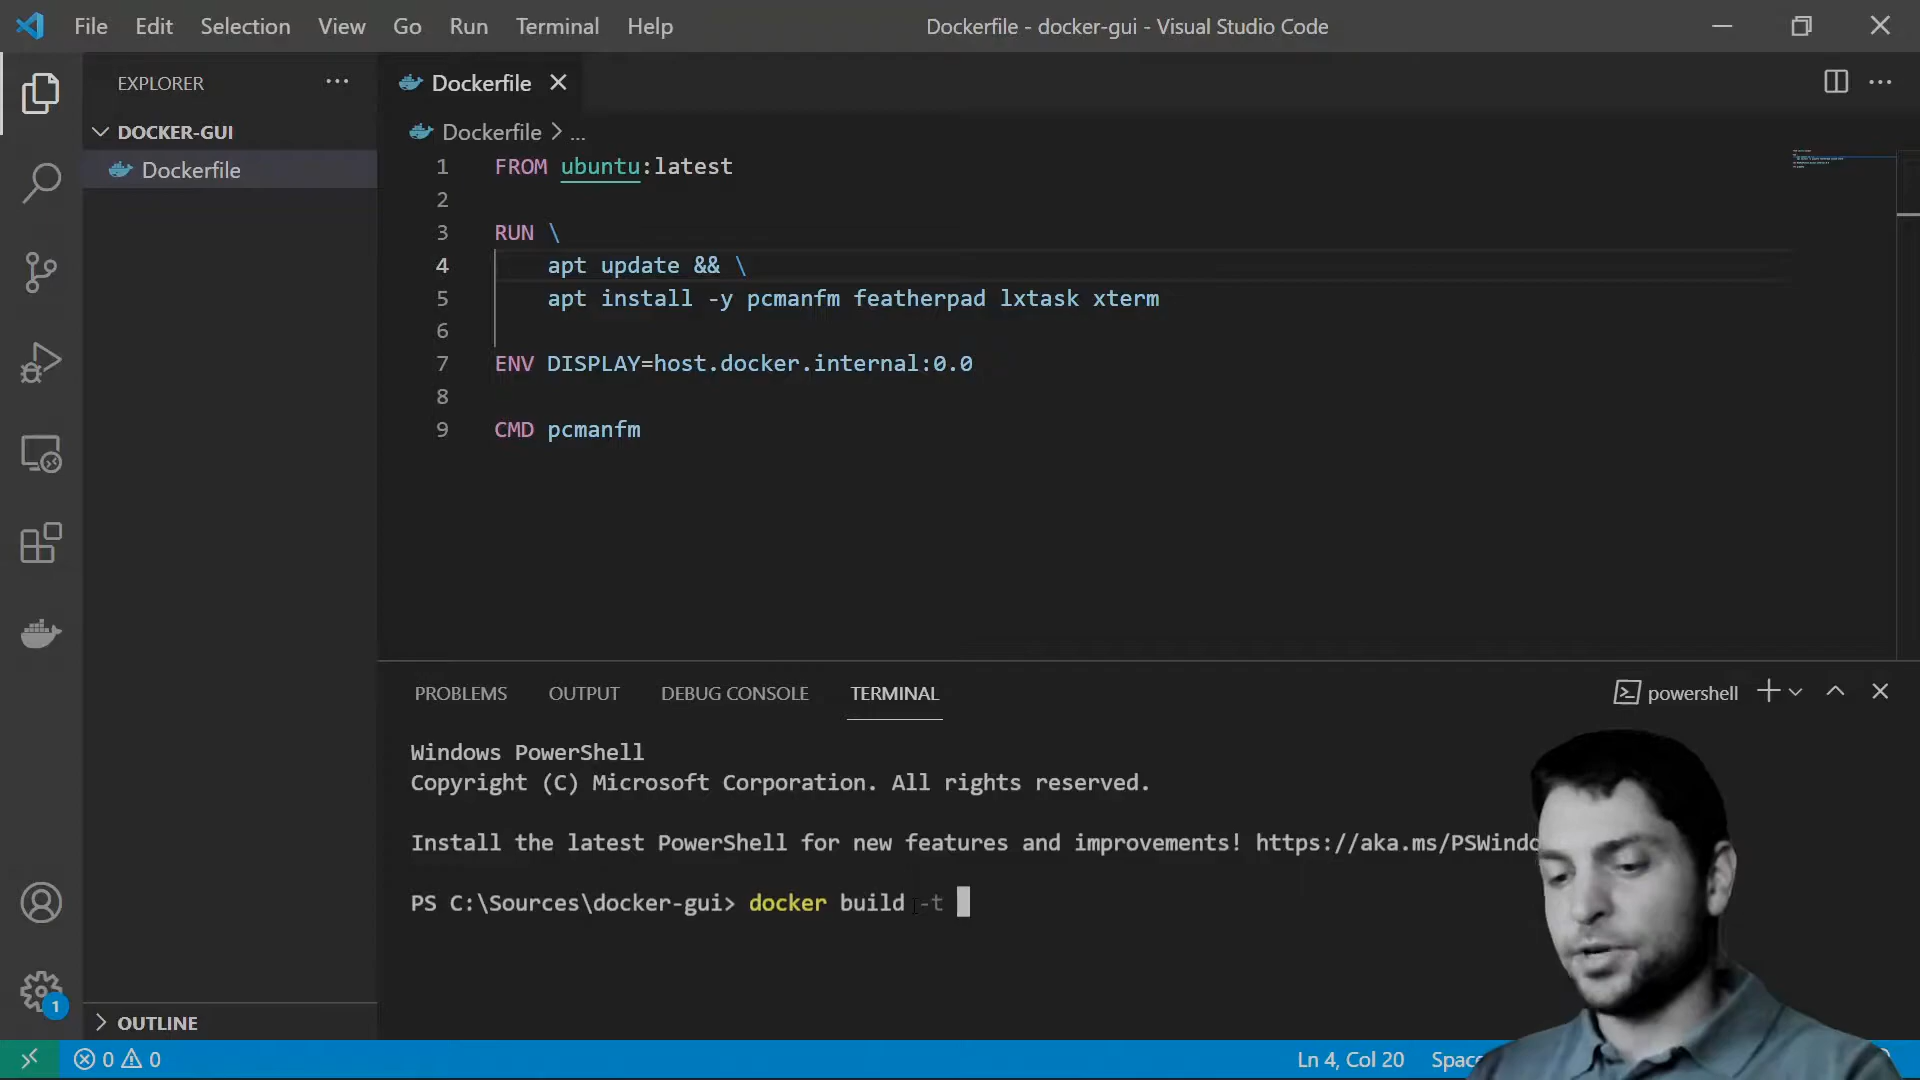 File Edit Selection View Go Run Terminal Help
Dockerfile - docker-gui - Visual Studio Code
EXPLORER
DOCKER-GUI
Dockerfile
OUTLINE
Dockerfile
Dockerfile > ...
1 FROM ubuntu:latest
2
3 RUN \
4 apt update && \
5 apt install -y pcmanfm featherpad lxtask xterm
6
7 ENV DISPLAY=host.docker.internal:0.0
8
9 CMD pcmanfm
PROBLEMS OUTPUT DEBUG CONSOLE TERMINAL
powershell
Windows PowerShell
Copyright (C) Microsoft Corporation. All rights reserved.
Install the latest PowerShell for new features and improvements! https://aka.ms/PSWindo
PS C:\Sources\docker-gui> docker build -t
1
0 0
Ln 4, Col 20 Space